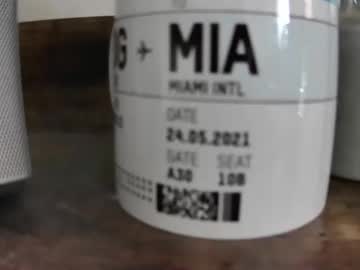 G → MIA
MIAMI INTL
DATE
24.05.2021
GATE SEAT
A30 10B